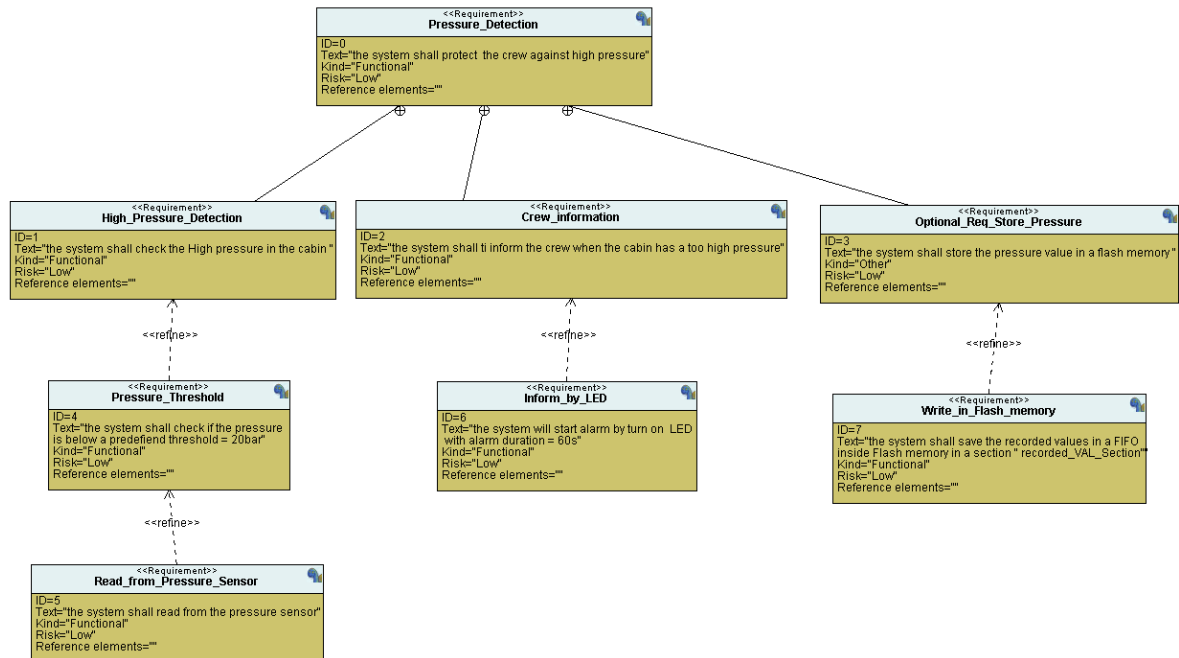 <<Requirement>>
Pressure_Detection
ID=0
Text="the system shall protect the crew against high pressure"
Kind="Functional"
Risk="Low"
Reference elements=""
<<Requirement>>
High_Pressure_Detection
ID=1
Text="the system shall check the High pressure in the cabin "
Kind="Functional"
Risk="Low"
Reference elements=""
<<Requirement>>
Crew_information
ID=2
Text="the system shall ti inform the crew when the cabin has a too high pressure"
Kind="Functional"
Risk="Low"
Reference elements=""
<<Requirement>>
Optional_Req_Store_Pressure
ID=3
Text="the system shall store the pressure value in a flash memory"
Kind="Other"
Risk="Low"
Reference elements=""
<<refine>>
<<refine>>
<<refine>>
<<Requirement>>
Pressure_Threshold
ID=4
Text="the system shall check if the pressure
is below a predefiend threshold = 20bar"
Kind="Functional"
Risk="Low"
Reference elements=""
<<Requirement>>
Inform_by_LED
ID=6
Text="the system will start alarm by turn on LED
with alarm duration = 60s"
Kind="Functional"
Risk="Low"
Reference elements=""
<<Requirement>>
Write_in_Flash_memory
ID=7
Text="the system shall save the recorded values in a FIFO
inside Flash memory in a section " recorded_VAL_Section""
Kind="Functional"
Risk="Low"
Reference elements=""
<<refine>>
<<Requirement>>
Read_from_Pressure_Sensor
ID=5
Text="the system shall read from the pressure sensor"
Kind="Functional"
Risk="Low"
Reference elements=""